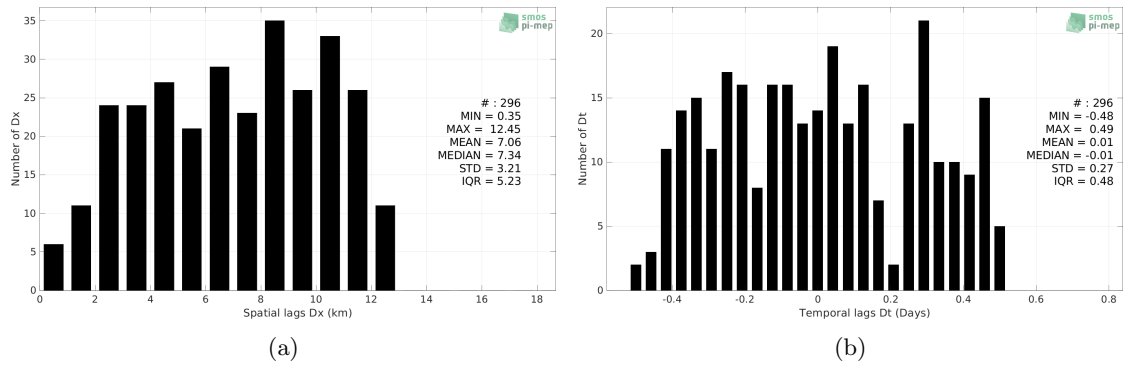 smos
pi-mep
35
30
25
20
15
10
5
0
Number of Dx
# : 296
MIN = 0.35
MAX = 12.45
MEAN = 7.06
MEDIAN = 7.34
STD = 3.21
IQR = 5.23
0 2 4 6 8 10 12 14 16 18
Spatial lags Dx (km)
(a)
smos
pi-mep
20
15
10
5
0
Number of Dt
# : 296
MIN = -0.48
MAX = 0.49
MEAN = 0.01
MEDIAN = -0.01
STD = 0.27
IQR = 0.48
-0.4 -0.2 0 0.2 0.4 0.6 0.8
Temporal lags Dt (Days)
(b)